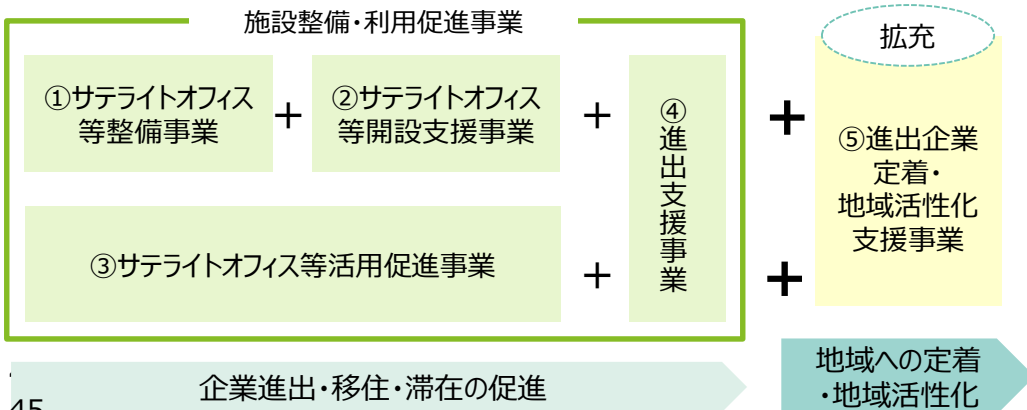 施設整備・利用促進事業
①サテライトオフィス
等整備事業
+
②サテライトオフィス
等開設支援事業
+
③サテライトオフィス等活用促進事業
+
④進出支援事業
+
+
拡充
⑤進出企業
定着・
地域活性化
支援事業
企業進出・移住・滞在の促進
地域への定着
・地域活性化
45